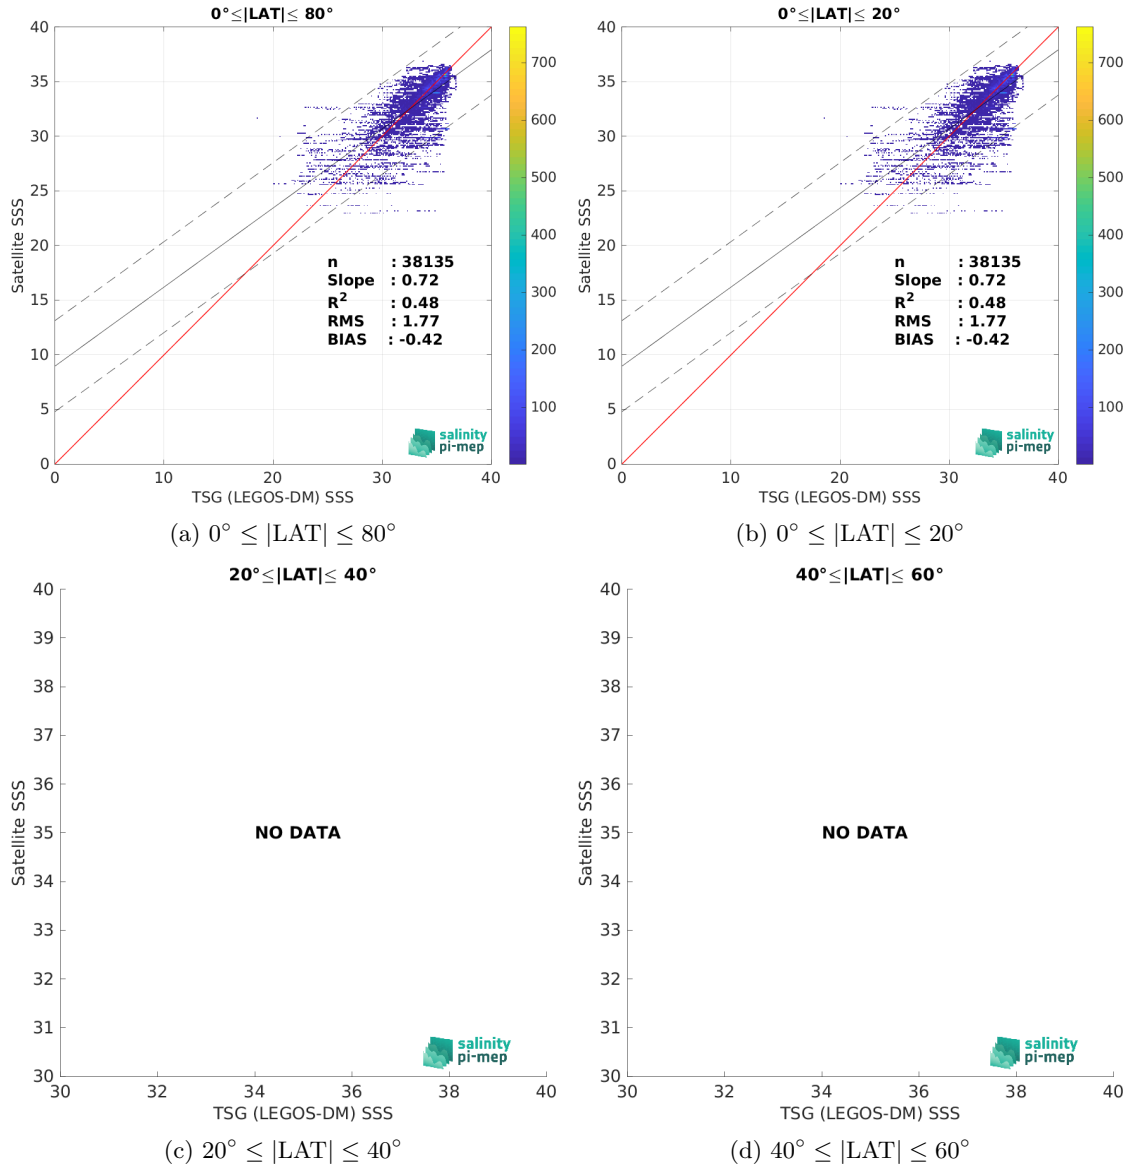 0°≤|LAT|≤ 80°
40
35
30
25
20
15
10
5
0
Satellite SSS
n : 38135
Slope : 0.72
R² : 0.48
RMS : 1.77
BIAS : -0.42
salinity
pi-mep
0 10 20 30 40
TSG (LEGOS-DM) SSS
700
600
500
400
300
200
100
(a) 0° ≤ |LAT| ≤ 80°
0°≤|LAT|≤ 20°
40
35
30
25
20
15
10
5
0
Satellite SSS
n : 38135
Slope : 0.72
R² : 0.48
RMS : 1.77
BIAS : -0.42
salinity
pi-mep
0 10 20 30 40
TSG (LEGOS-DM) SSS
700
600
500
400
300
200
100
(b) 0° ≤ |LAT| ≤ 20°
20°≤|LAT|≤ 40°
40
39
38
37
36
35
34
33
32
31
30
Satellite SSS
NO DATA
salinity
pi-mep
30 32 34 36 38 40
TSG (LEGOS-DM) SSS
(c) 20° ≤ |LAT| ≤ 40°
40°≤|LAT|≤ 60°
40
39
38
37
36
35
34
33
32
31
30
Satellite SSS
NO DATA
salinity
pi-mep
30 32 34 36 38 40
TSG (LEGOS-DM) SSS
(d) 40° ≤ |LAT| ≤ 60°